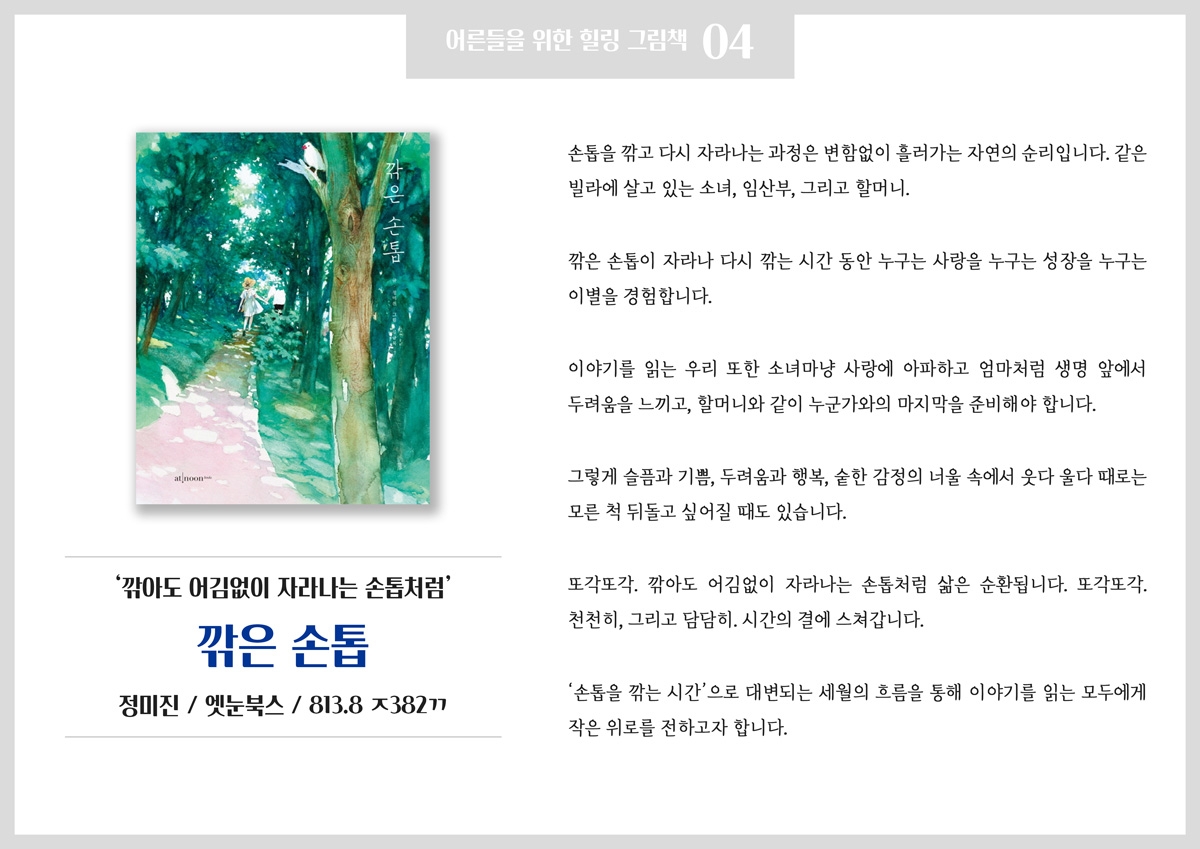 어른들을 위한 힐링 그림책 04
깎은 손톱
at|noon books
‘깎아도 어김없이 자라나는 손톱처럼’
깎은 손톱
정미진 / 엣눈북스 / 813.8 ㅈ382ㄲ
손톱을 깎고 다시 자라나는 과정은 변함없이 흘러가는 자연의 순리입니다. 같은
빌라에 살고 있는 소녀, 임산부, 그리고 할머니.
깎은 손톱이 자라나 다시 깎는 시간 동안 누구는 사랑을 누구는 성장을 누구는
이별을 경험합니다.
이야기를 읽는 우리 또한 소녀마냥 사랑에 아파하고 엄마처럼 생명 앞에서
두려움을 느끼고, 할머니와 같이 누군가와의 마지막을 준비해야 합니다.
그렇게 슬픔과 기쁨, 두려움과 행복, 숱한 감정의 너울 속에서 웃다 울다 때로는
모른 척 뒤돌고 싶어질 때도 있습니다.
또각또각. 깎아도 어김없이 자라나는 손톱처럼 삶은 순환됩니다. 또각또각.
천천히, 그리고 담담히. 시간의 결에 스쳐갑니다.
‘손톱을 깎는 시간’으로 대변되는 세월의 흐름을 통해 이야기를 읽는 모두에게
작은 위로를 전하고자 합니다.